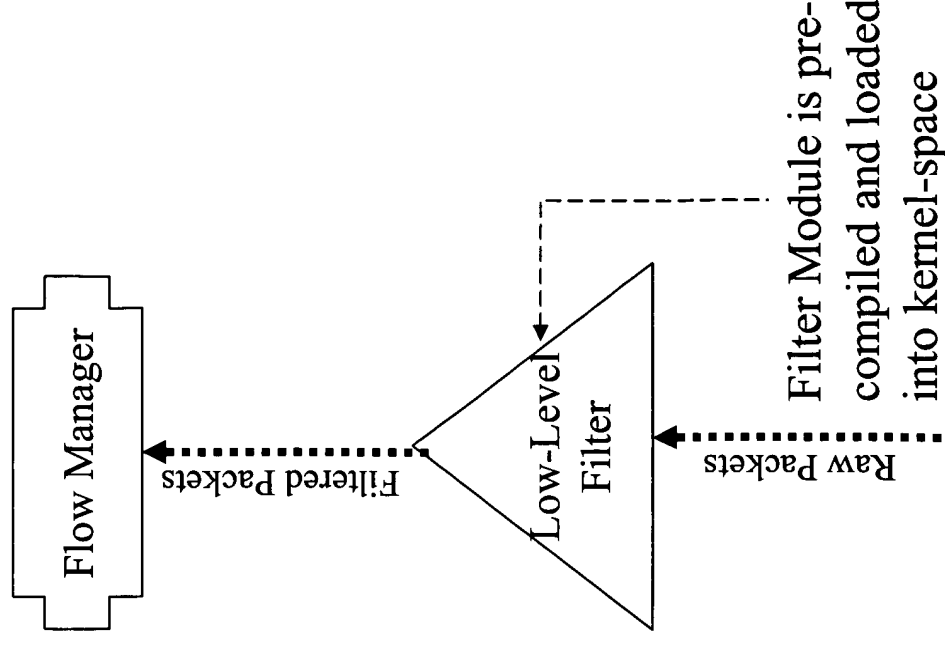 Flow Manager
Filtered Packets
Low-Level
Filter
Raw Packets
Filter Module is pre-
compiled and loaded
into kernel-space